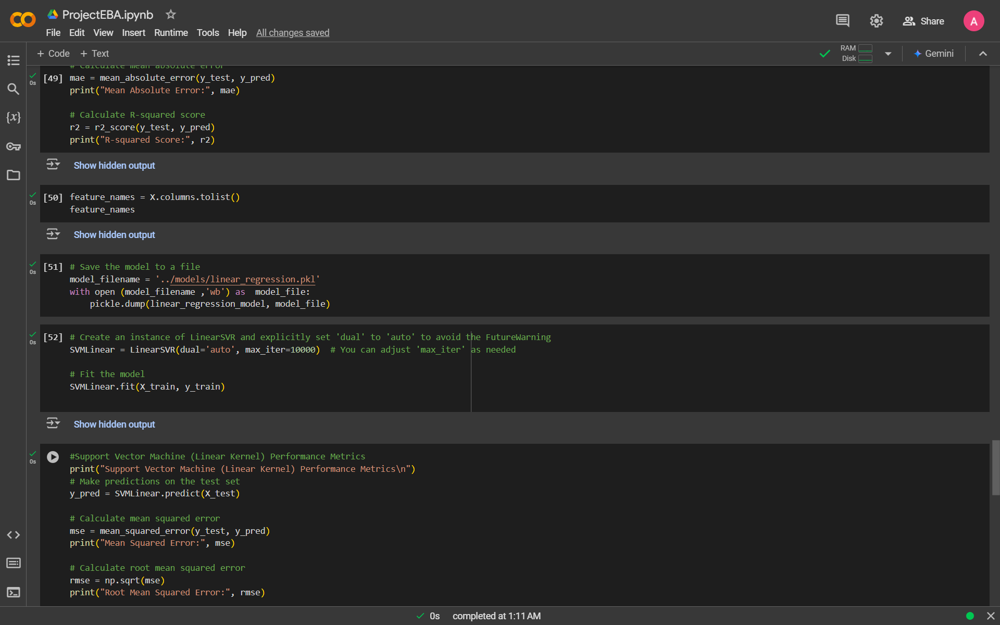 ProjectEBA.ipynb
File Edit View Insert Runtime Tools Help All changes saved
Share
A
+ Code + Text
RAM
Disk
Gemini
# Calculate mean absolute error
[49] mae = mean_absolute_error(y_test, y_pred)
0s
print("Mean Absolute Error:", mae)
# Calculate R-squared score
r2 = r2_score(y_test, y_pred)
print("R-squared Score:", r2)
Show hidden output
[50] feature_names = X.columns.tolist()
0s
feature_names
Show hidden output
[51] # Save the model to a file
0s
model_filename = '../models/linear_regression.pkl'
with open (model_filename ,'wb') as  model_file:
    pickle.dump(linear_regression_model, model_file)
[52] # Create an instance of LinearSVR and explicitly set 'dual' to 'auto' to avoid the FutureWarning
0s
SVMLinear = LinearSVR(dual='auto', max_iter=10000)  # You can adjust 'max_iter' as needed
# Fit the model
SVMLinear.fit(X_train, y_train)
Show hidden output
#Support Vector Machine (Linear Kernel) Performance Metrics
0s
print("Support Vector Machine (Linear Kernel) Performance Metrics\n")
# Make predictions on the test set
y_pred = SVMLinear.predict(X_test)
# Calculate mean squared error
mse = mean_squared_error(y_test, y_pred)
print("Mean Squared Error:", mse)
# Calculate root mean squared error
rmse = np.sqrt(mse)
print("Root Mean Squared Error:", rmse)
0s completed at 1:11 AM